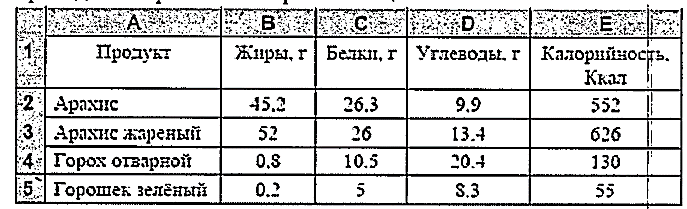 A B C D E
1 Продукт Жиры, г Белки, г Углеводы, г Калорийность, Ккал
2 Арахис 45,2 26,3 9,9 552
3 Арахис жареный 52 26 13,4 626
4 Горох отварной 0,8 10,5 20,4 130
5 Горошек зелёный 0,2 5 8,3 55